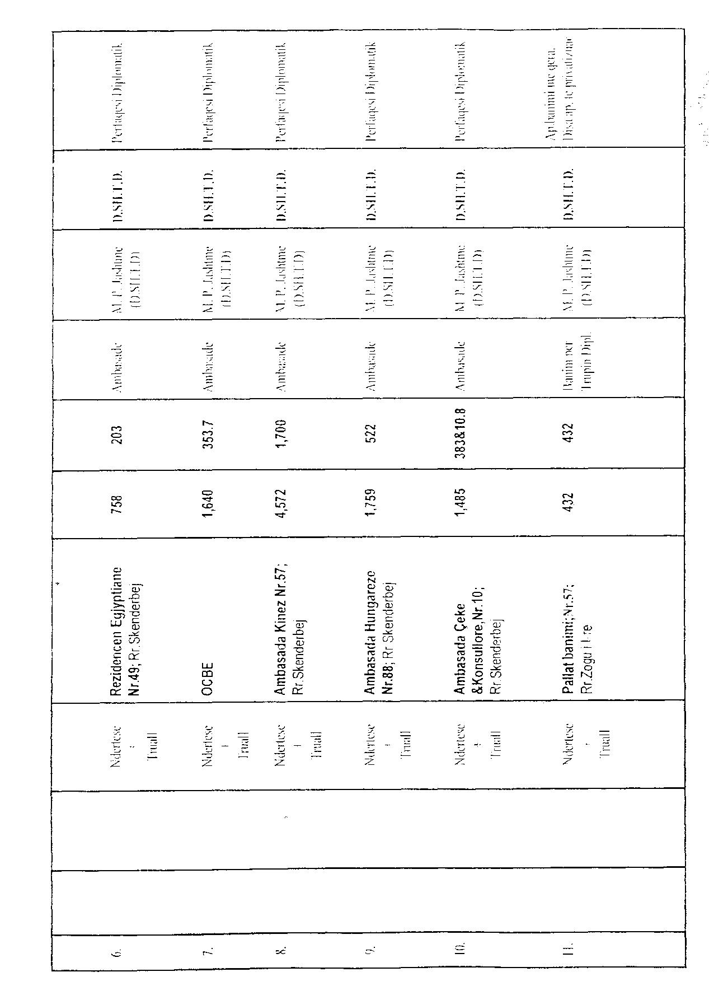 6. Ndertese Rezidencen Egjyptiane 758 203 Ambasade M. P. Jashtme D.SH.T.D. Perfaqesi Diplomatik
+ Nr.49; Rr.Skenderbej (D.SH.T.D)
Truall
7. Ndertese OCBE 1,640 353.7 Ambasade M. P. Jashtme D.SH.T.D. Perfaqesi Diplomatik
+ (D.SH.T.D)
Truall
8. Ndertese Ambasada Kinez Nr.57; 4,572 1,700 Ambasade M. P. Jashtme D.SH.T.D. Perfaqesi Diplomatik
+ Rr.Skenderbej (D.SH.T.D)
Truall
9. Ndertese Ambasada Hungareze 1,759 522 Ambasade M. P. Jashtme D.SH.T.D. Perfaqesi Diplomatik
+ Nr.88; Rr Skenderbej (D.SH.T.D)
Truall
10. Ndertese Ambasada Çeke 1,485 383&10.8 Ambasade M. P. Jashtme D.SH.T.D. Perfaqesi Diplomatik
+ &Konsullore,Nr.10; (D.SH.T.D)
Truall Rr.Skenderbej
Ap.banimi me qera.
11. Ndertese Pallat banimi;Nr.57; 432 432 Banim per M. P. Jashtme D.SH.T.D. Disa ap. te privatizuar
+ Rr.Zogu i I-re Trupin Dipl. (D.SH.T.D)
Truall